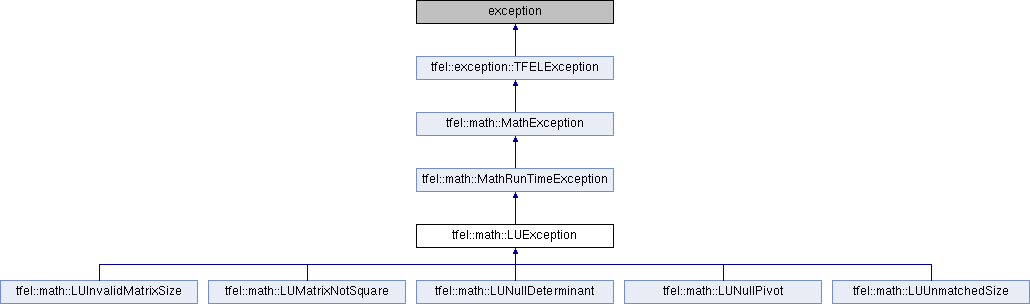 exception
tfel::exception::TFELException
tfel::math::MathException
tfel::math::MathRunTimeException
tfel::math::LUException
tfel::math::LUInvalidMatrixSize
tfel::math::LUMatrixNotSquare
tfel::math::LUNullDeterminant
tfel::math::LUNullPivot
tfel::math::LUUnmatchedSize